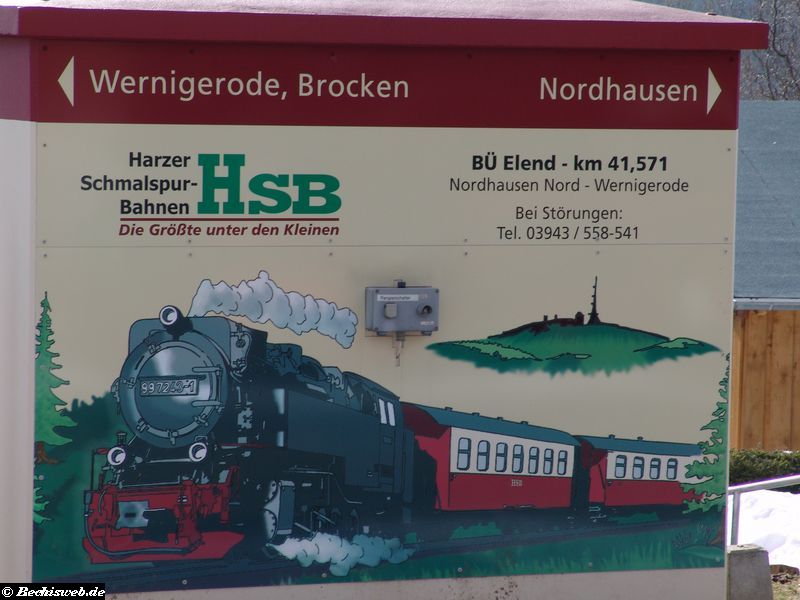 Wernigerode, Brocken
Nordhausen
Harzer
Schmalspur-
Bahnen
HSB
Die Größte unter den Kleinen
BÜ Elend - km 41,571
Nordhausen Nord - Wernigerode
Bei Störungen:
Tel. 03943 / 558-541
Rangierschalter
HSB
© Bechisweb.de